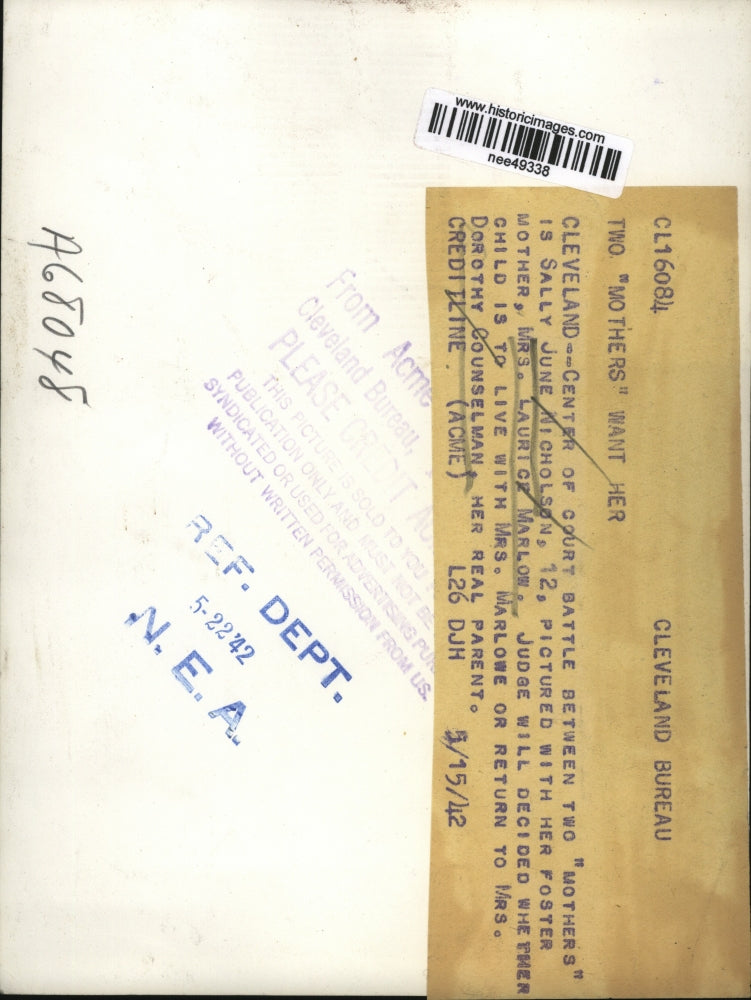 www.historicimages.com
nee49338
CL16084 CLEVELAND BUREAU
TWO "MOTHERS" WANT HER
CLEVELAND--CENTER OF COURT BATTLE BETWEEN TWO "MOTHERS"
IS SALLY JUNE NICHOLSON, 12, PICTURED WITH HER FOSTER
MOTHER, MRS. LAURICE MARLOW. JUDGE WILL DECIDED WHETHER
CHILD IS TO LIVE WITH MRS. MARLOWE OR RETURN TO MRS.
DOROTHY COUNSELMAN, HER REAL PARENT.
CREDITLINE (ACME) L26 DJH 5/15/42
A68048
From Acme
Cleveland Bureau,
PLEASE CREDIT AC
THIS PICTURE IS SOLD TO YOU
PUBLICATION ONLY AND MUST NOT BE
SYNDICATED OR USED FOR ADVERTISING PUR
WITHOUT WRITTEN PERMISSION FROM US.
REF. DEPT.
5-22'42
N. E. A.